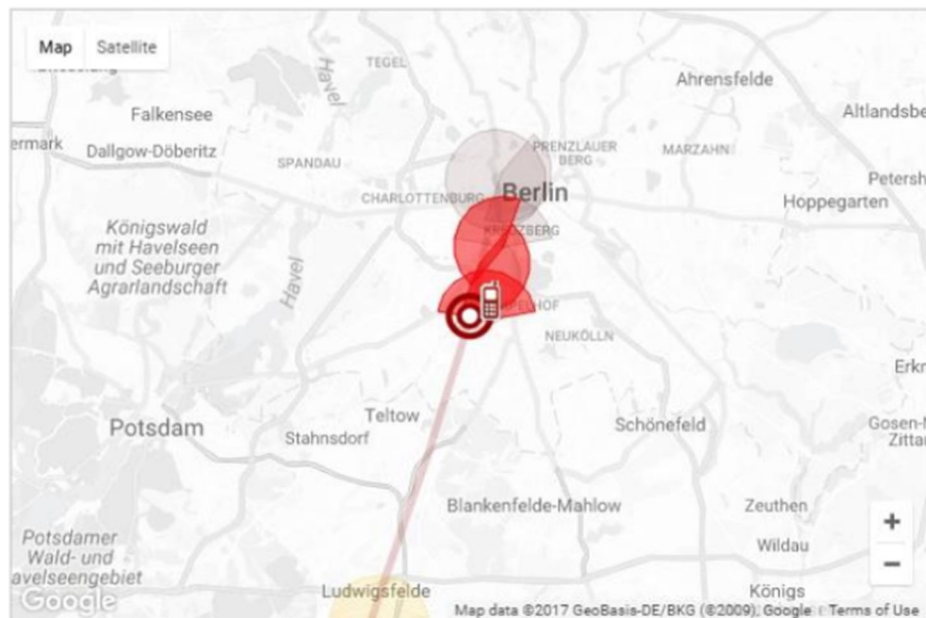 Map Satellite
TEGEL
Havel
Ahrensfelde
Falkensee
Altlandsbe
ermark
Dallgow-Döberitz
PRENZLAUER
BERG
MARZAHN
SPANDAU
Petersh
CHARLOTTENBURG
Berlin
Hoppegarten
Königswald
mit Havelseen
und Seeburger
Agrarlandschaft
KREUZBERG
Havel
NEUKÖLLN
Erkn
Teltow
Potsdam
Stahnsdorf
Schönefeld
Gosen-N
Zittau
Blankenfelde-Mahlow
Zeuthen
+
Potsdamer
Wald- und
avelseengebiet
Wildau
−
Ludwigsfelde
Königs
Google
Map data ©2017 GeoBasis-DE/BKG (©2009), Google Terms of Use